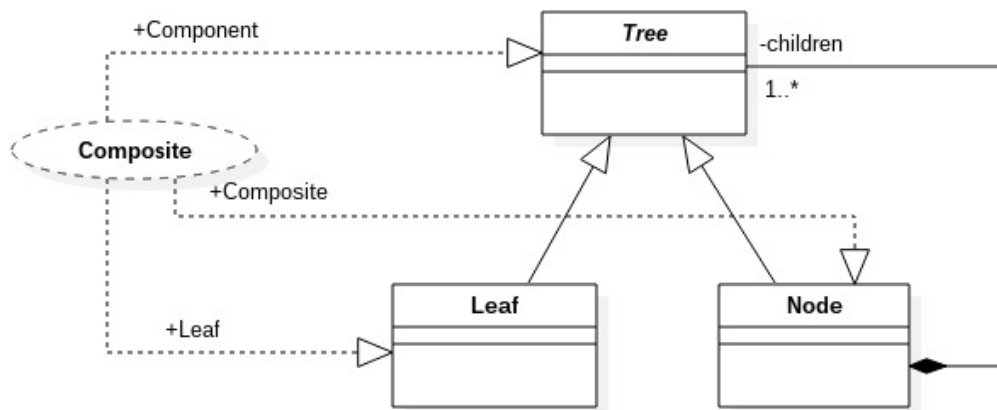 +Component
Tree
-children
1..*
Composite
+Composite
Leaf
Node
+Leaf